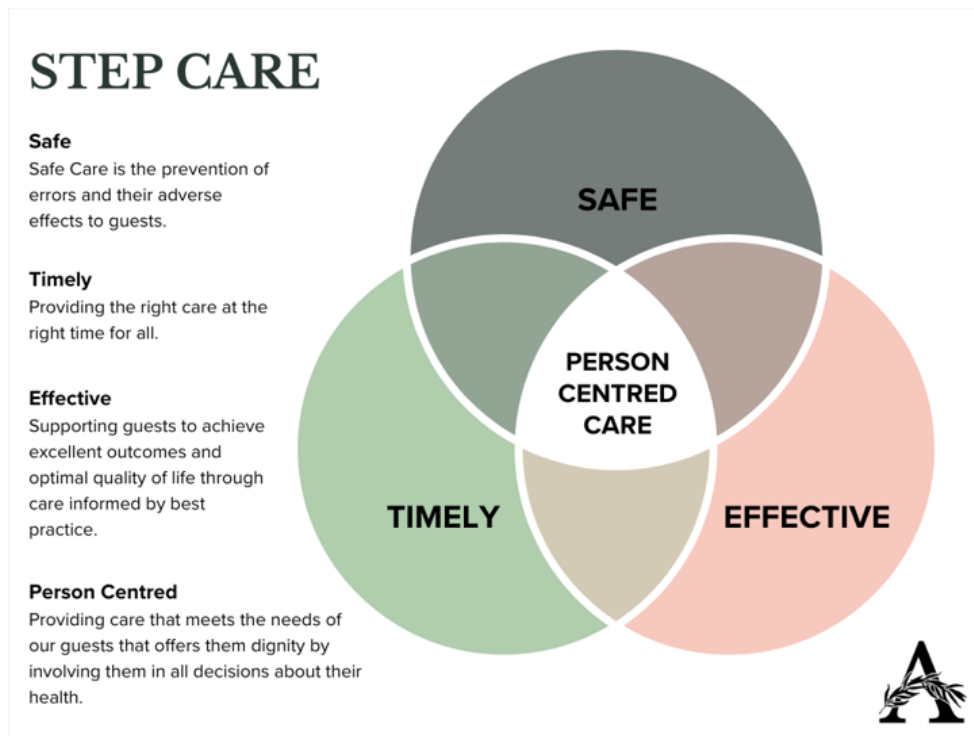 STEP CARE
Safe
Safe Care is the prevention of
errors and their adverse
effects to guests.
Timely
Providing the right care at the
right time for all.
Effective
Supporting guests to achieve
excellent outcomes and
optimal quality of life through
care informed by best
practice.
Person Centred
Providing care that meets the needs of
our guests that offers them dignity by
involving them in all decisions about their
health.
SAFE
PERSON
CENTRED
CARE
TIMELY
EFFECTIVE
A